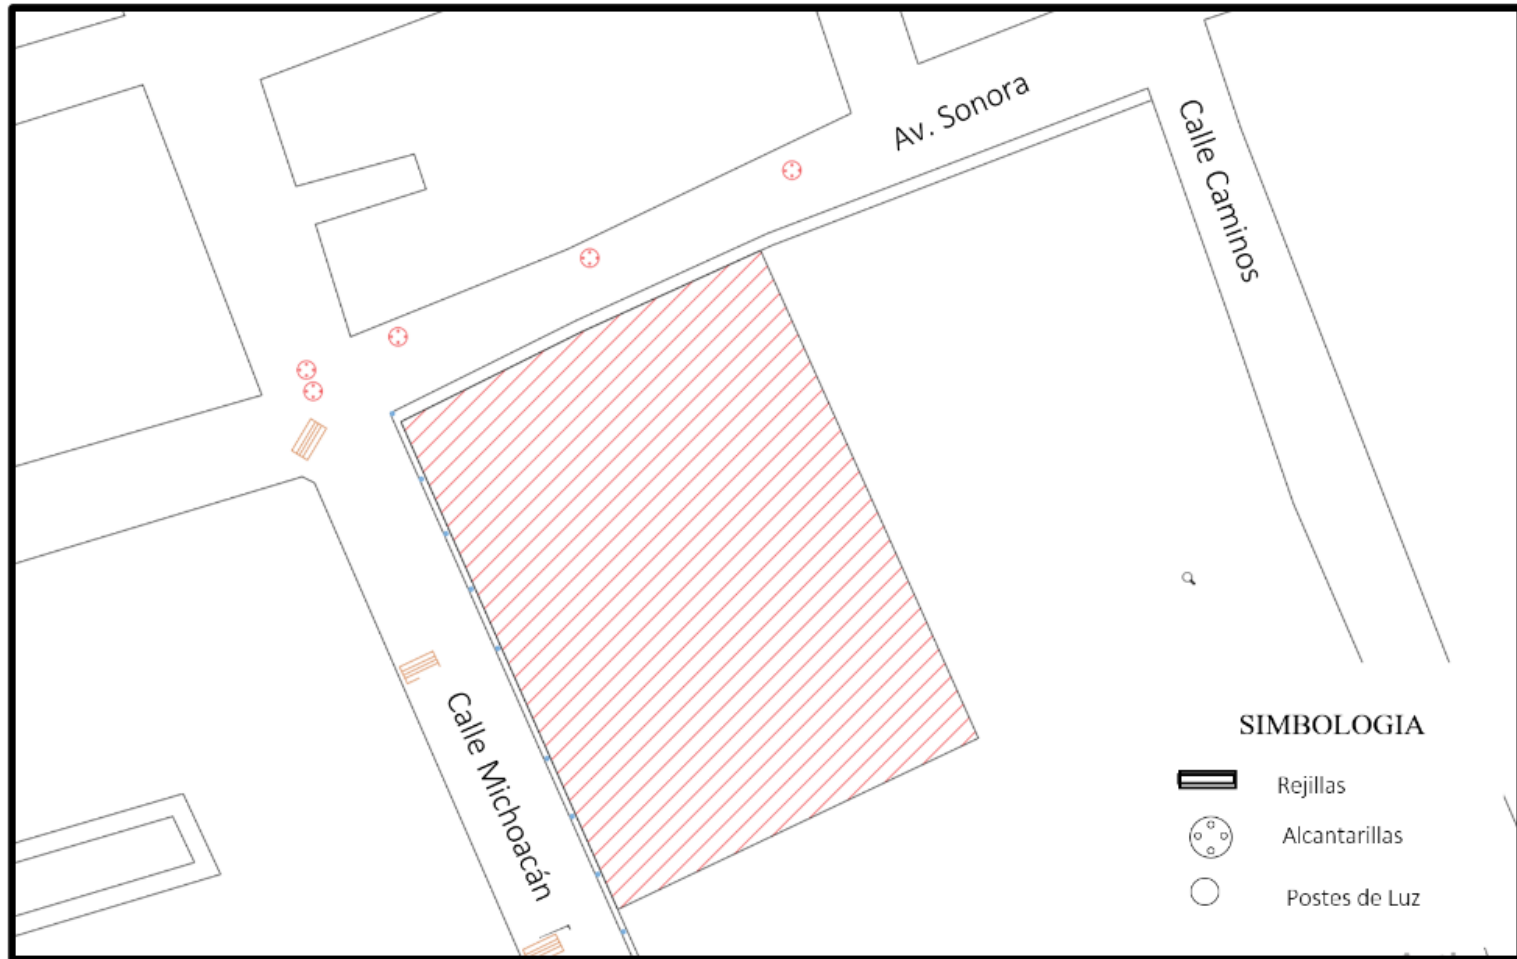 Av. Sonora
Calle Caminos
Calle Michoacán
SIMBOLOGIA
Rejillas
Alcantarillas
Postes de Luz